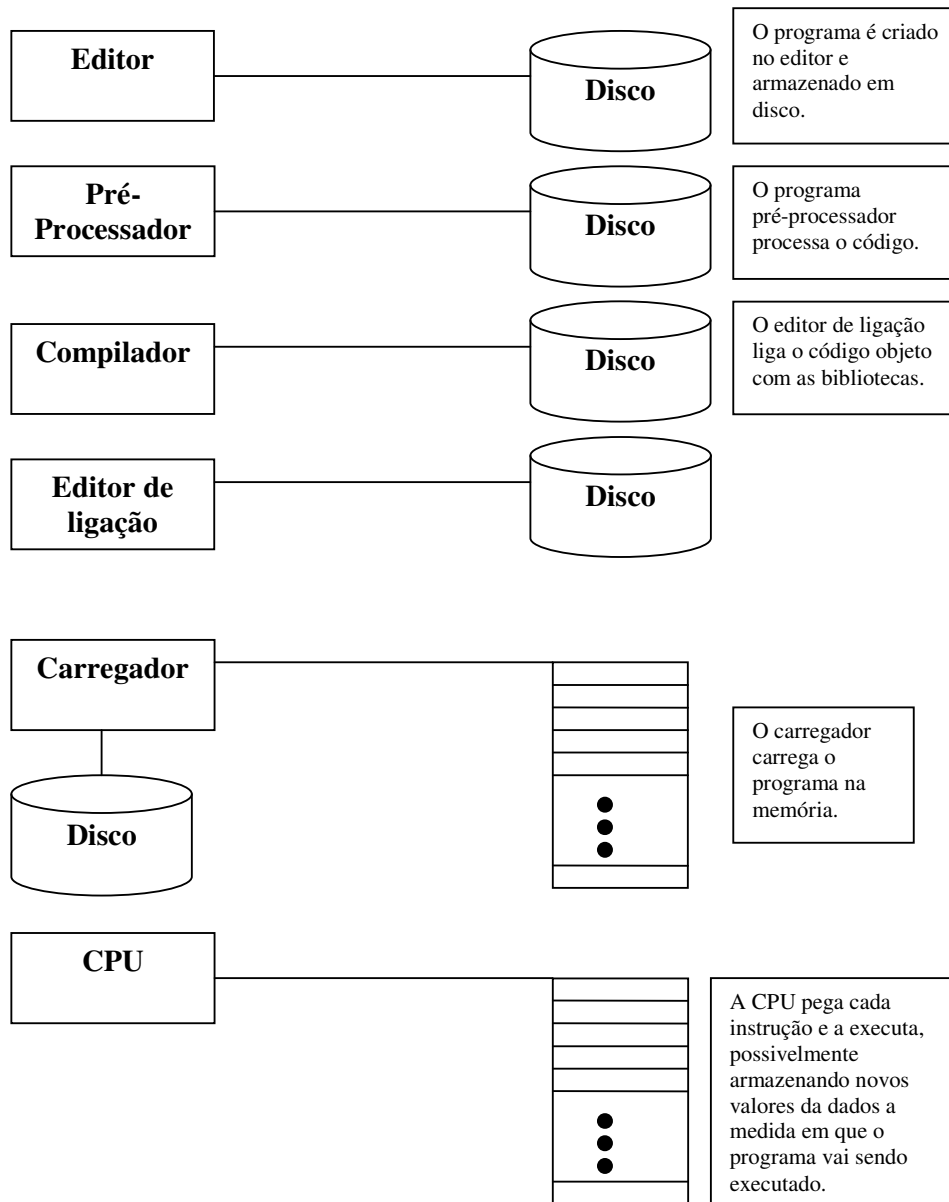 Editor
Disco
O programa é criado
no editor e
armazenado em
disco.
Pré-
Processador
Disco
O programa
pré-processador
processa o código.
Compilador
Disco
O editor de ligação
liga o código objeto
com as bibliotecas.
Editor de
ligação
Disco
Carregador
Disco
O carregador
carrega o
programa na
memória.
CPU
A CPU pega cada
instrução e a executa,
possivelmente
armazenando novos
valores da dados a
medida em que o
programa vai sendo
executado.